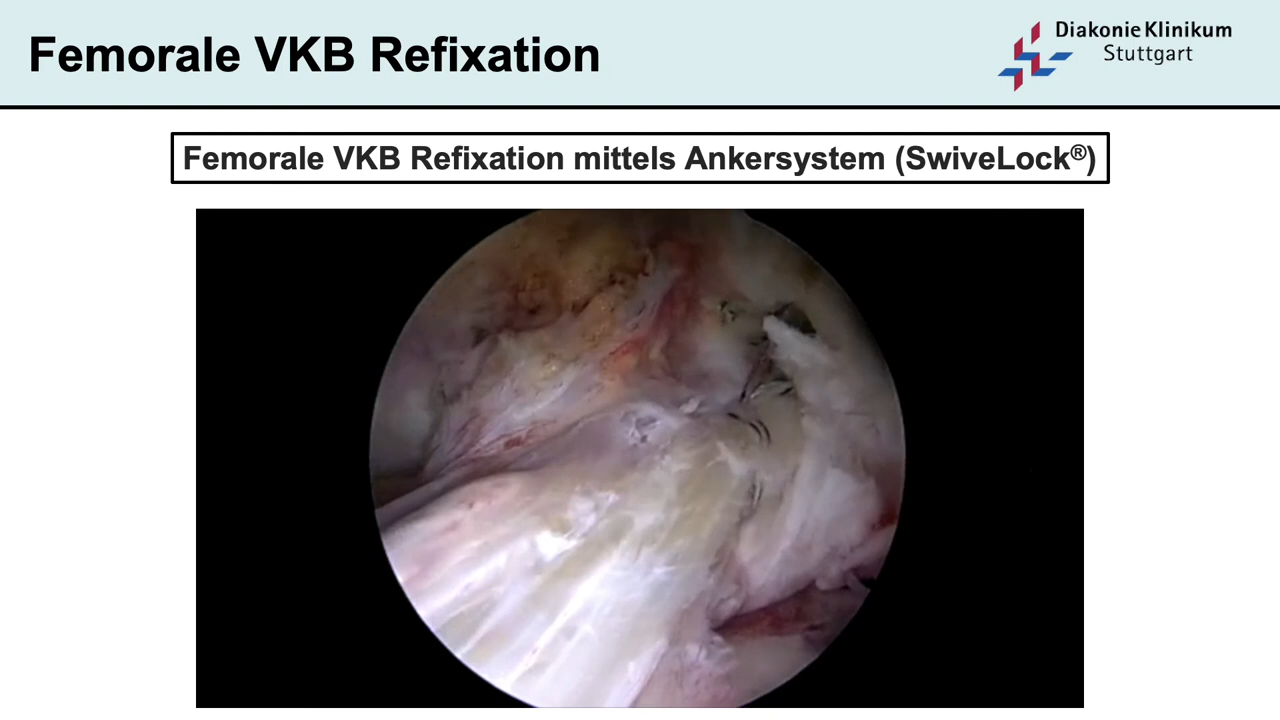 Femorale VKB Refixation
Diakonie Klinikum
Stuttgart
Femorale VKB Refixation mittels Ankersystem (SwiveLock®)